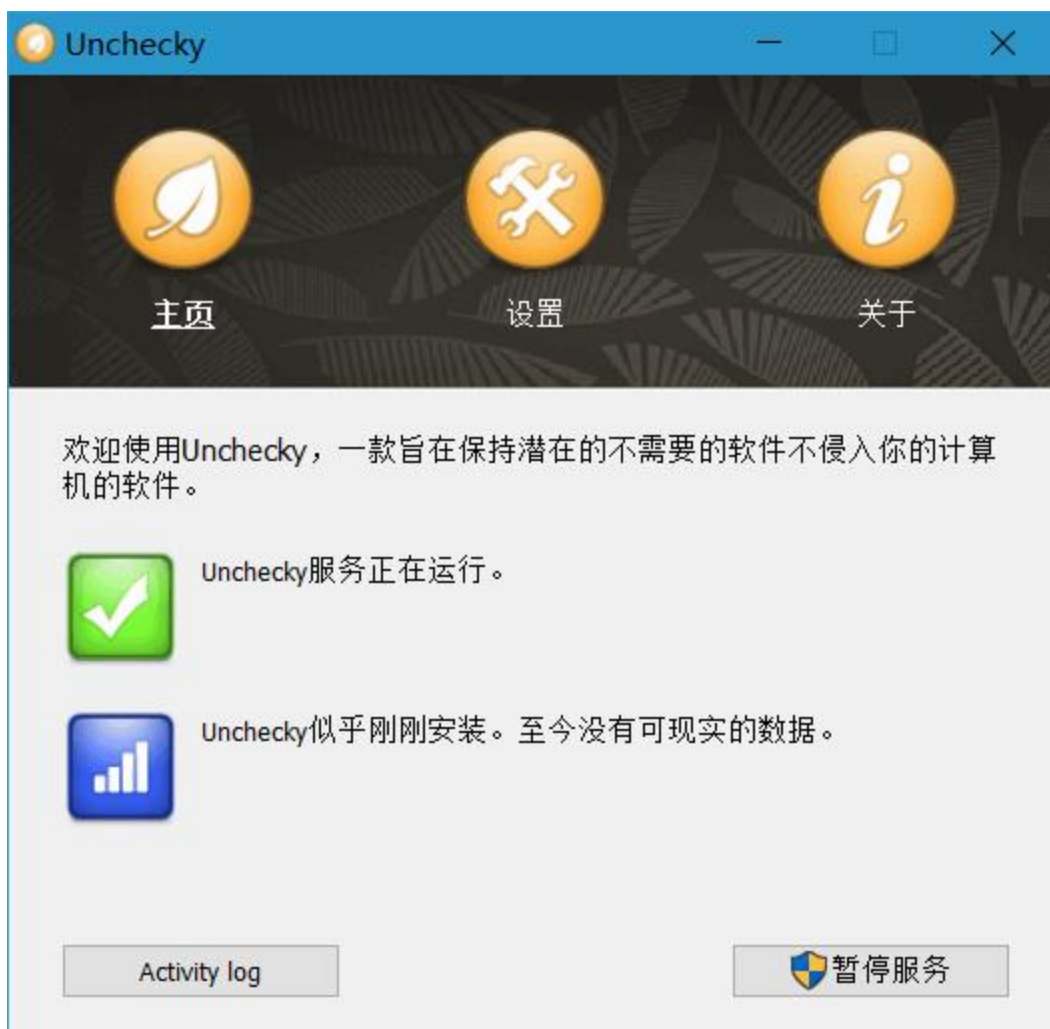 Unchecky
主页
设置
关于
欢迎使用Unchecky，一款旨在保持潜在的不需要的软件不侵入你的计算
机的软件。
Unchecky服务正在运行。
Unchecky似乎刚刚安装。至今没有可现实的数据。
Activity log
暂停服务